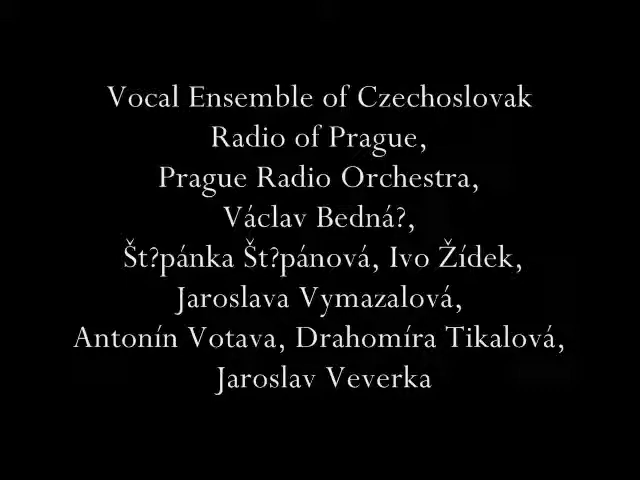 Vocal Ensemble of Czechoslovak
Radio of Prague,
Prague Radio Orchestra,
Václav Bedná?,
Št?pánka Št?pánová, Ivo Žídek,
Jaroslava Vymazalová,
Antonín Votava, Drahomíra Tikalová,
Jaroslav Veverka